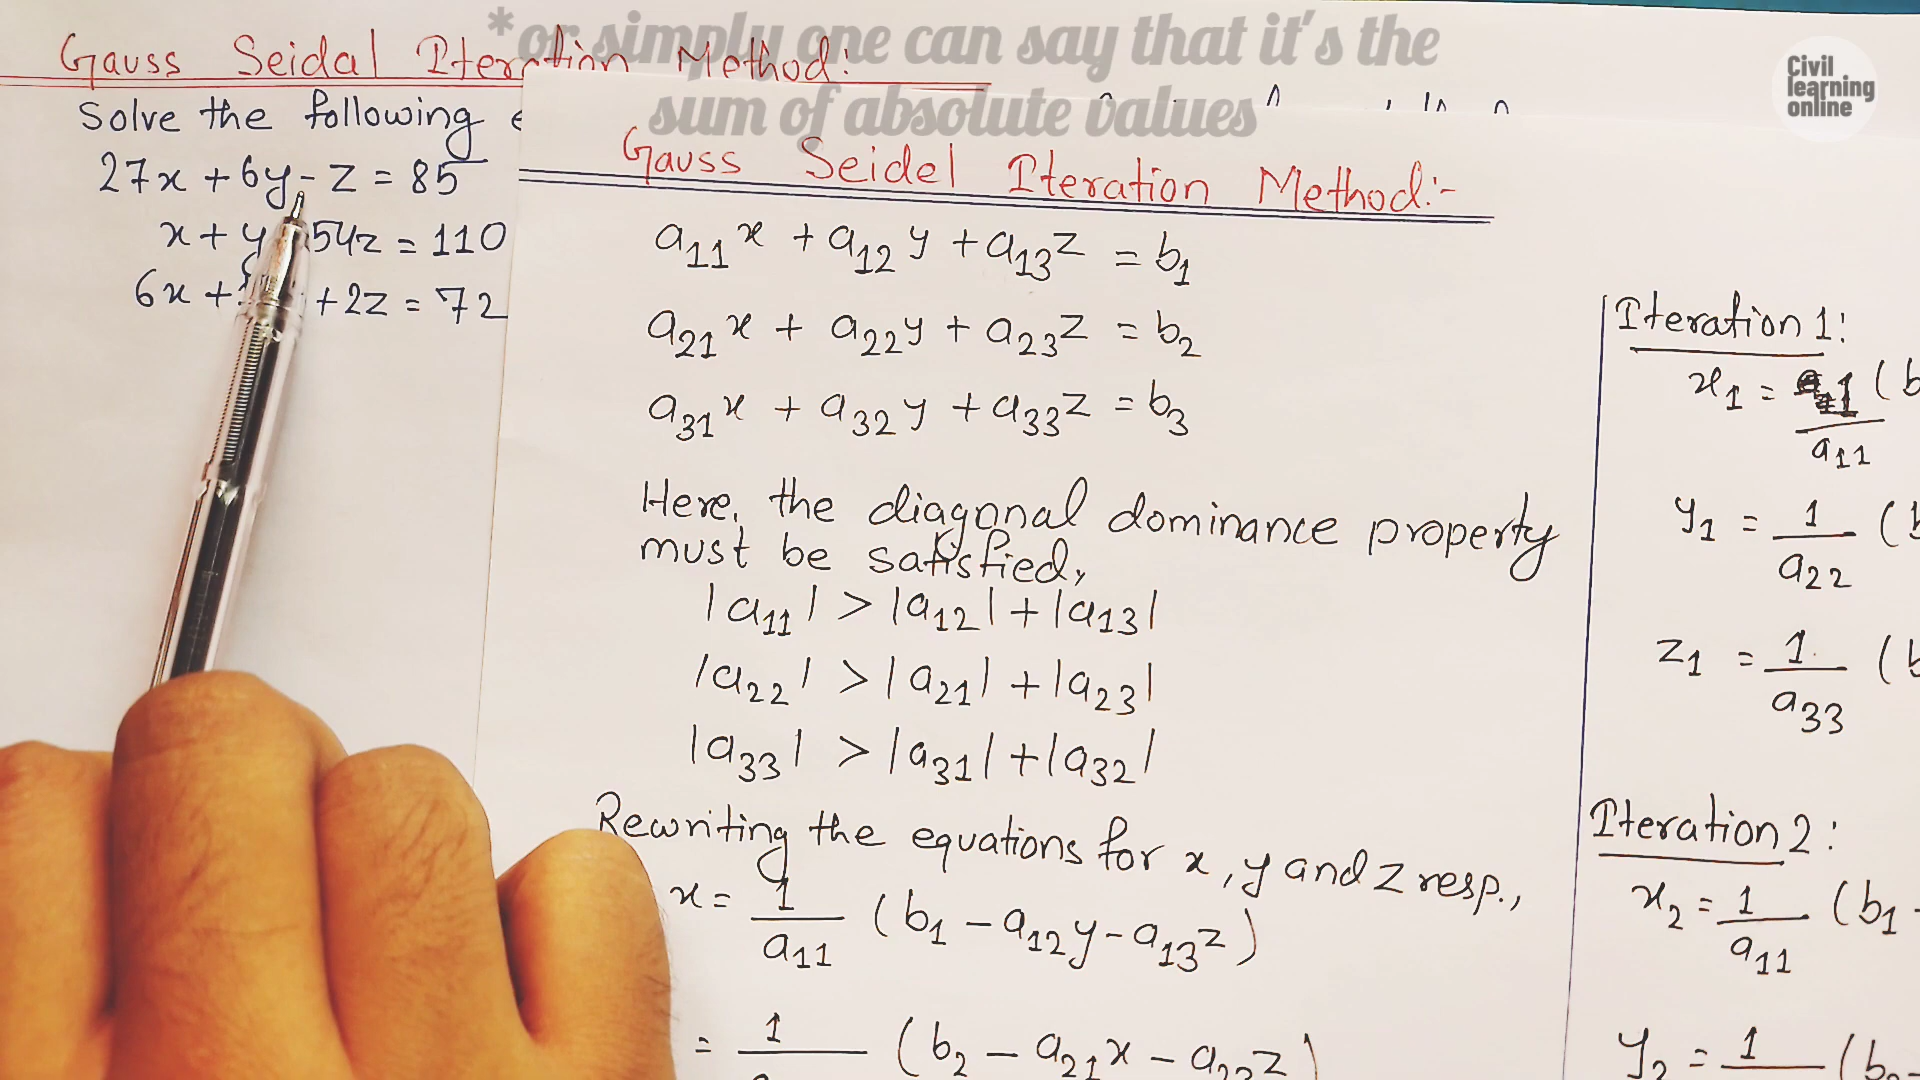 *or simply one can say that it's the
sum of absolute values
Civil
learning
online
Gauss Seidal Iteration Method:
Solve the following
27x + 6y - z = 85
x + y 54z = 110
6x + + 2z = 72
Gauss Seidel Iteration Method:-
a11x + a12y + a13z = b1
a21x + a22y + a23z = b2
a31x + a32y + a33z = b3
Here, the diagonal dominance property
must be satisfied,
|a11| > |a12| + |a13|
|a22| > |a21| + |a23|
|a33| > |a31| + |a32|
Rewriting the equations for x, y and z resp.,
x = 1/a11 (b1 - a12y - a13z)
= 1 (b2 - a21x - a23z)
Iteration 1:
x1 = 1/a11 (b
y1 = 1/a22 (b
z1 = 1/a33 (b
Iteration 2:
x2 = 1/a11 (b1 -
y2 = 1 (b2 -